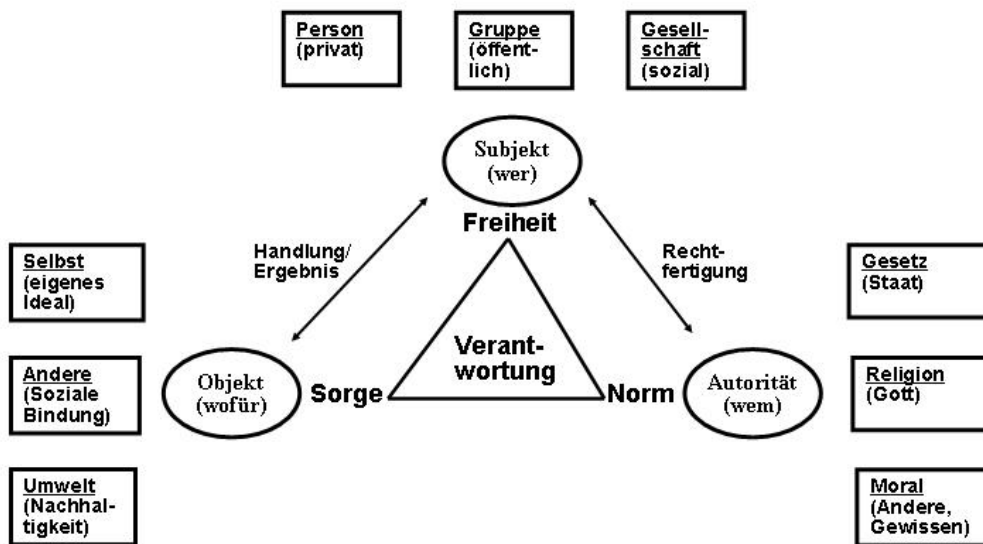 Person
(privat)
Gruppe
(öffent-
lich)
Gesell-
schaft
(sozial)
Subjekt
(wer)
Freiheit
Handlung/
Ergebnis
Recht-
fertigung
Selbst
(eigenes
Ideal)
Gesetz
(Staat)
Verant-
wortung
Andere
(Soziale
Bindung)
Objekt
(wofür)
Sorge
Norm
Autorität
(wem)
Religion
(Gott)
Umwelt
(Nachhal-
tigkeit)
Moral
(Andere,
Gewissen)